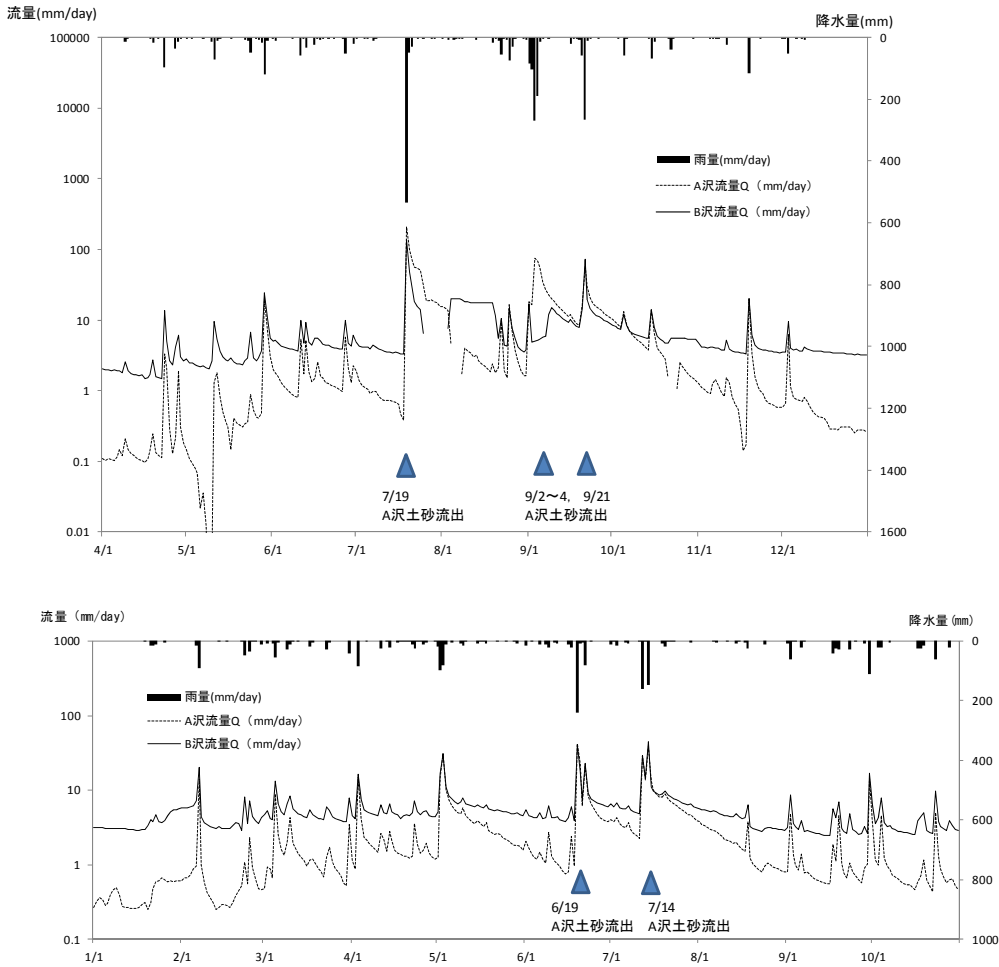 流量(mm/day)
降水量(mm)
100000
10000
1000
100
10
1
0.1
0.01
0
200
400
600
800
1000
1200
1400
1600
雨量(mm/day)
A沢流量Q（mm/day）
B沢流量Q（mm/day）
7/19
A沢土砂流出
9/2～4, 9/21
A沢土砂流出
4/1 5/1 6/1 7/1 8/1 9/1 10/1 11/1 12/1
流量（mm/day）
降水量(mm)
1000
100
10
1
0.1
0
200
400
600
800
1000
雨量(mm/day)
A沢流量Q（mm/day）
B沢流量Q（mm/day）
6/19
A沢土砂流出
7/14
A沢土砂流出
1/1 2/1 3/1 4/1 5/1 6/1 7/1 8/1 9/1 10/1